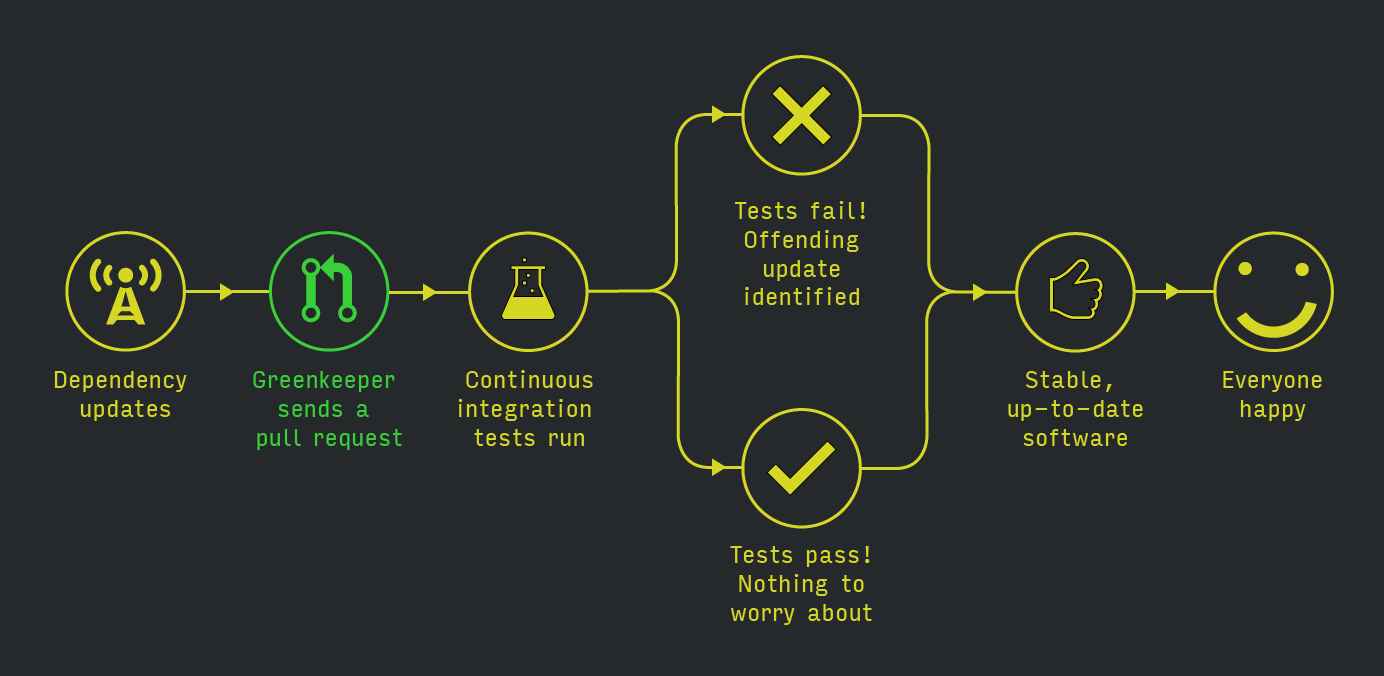 Dependency
updates
Greenkeeper
sends a
pull request
Continuous
integration
tests run
Tests fail!
Offending
update
identified
Tests pass!
Nothing to
worry about
Stable,
up-to-date
software
Everyone
happy